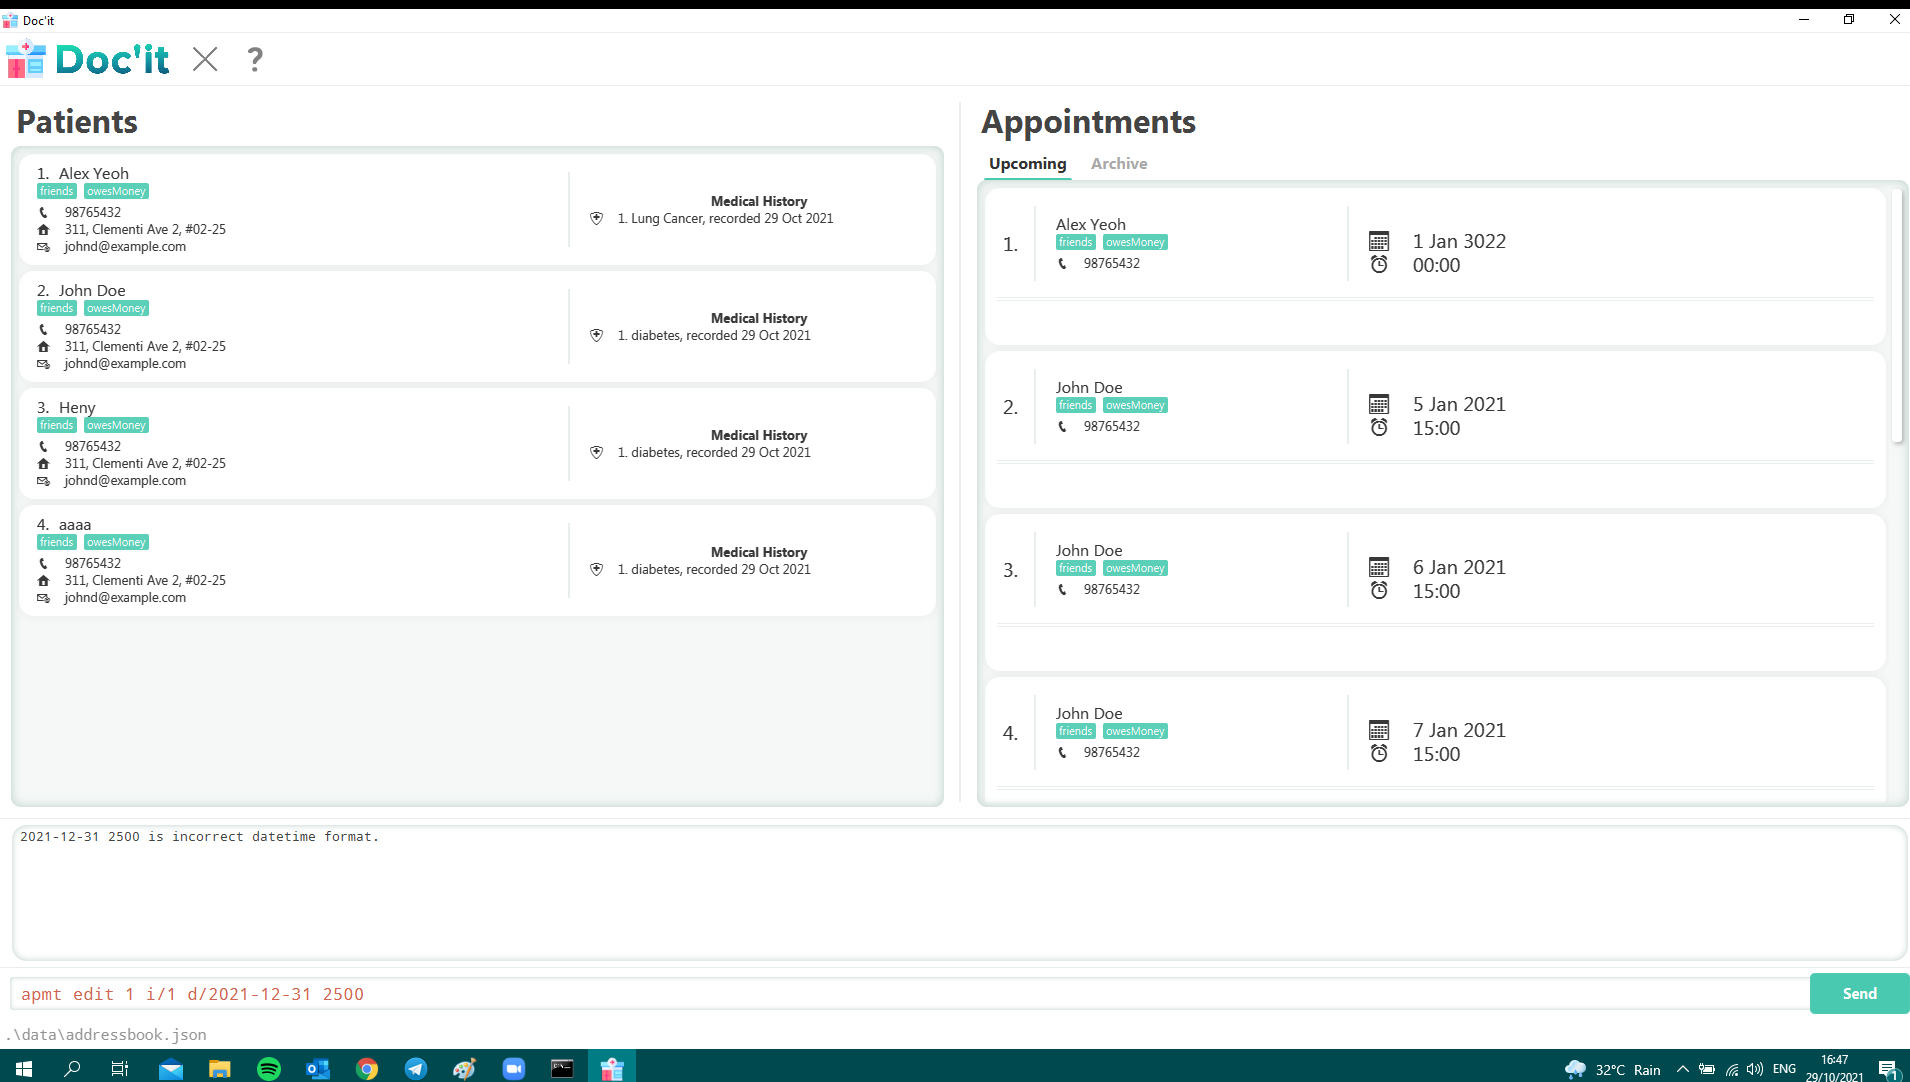 Doc'it
Doc'it
?
Patients
1. Alex Yeoh
friends owesMoney
98765432
311, Clementi Ave 2, #02-25
johnd@example.com
Medical History
1. Lung Cancer, recorded 29 Oct 2021
2. John Doe
friends owesMoney
98765432
311, Clementi Ave 2, #02-25
johnd@example.com
Medical History
1. diabetes, recorded 29 Oct 2021
3. Heny
friends owesMoney
98765432
311, Clementi Ave 2, #02-25
johnd@example.com
Medical History
1. diabetes, recorded 29 Oct 2021
4. aaaa
friends owesMoney
98765432
311, Clementi Ave 2, #02-25
johnd@example.com
Medical History
1. diabetes, recorded 29 Oct 2021
Appointments
Upcoming Archive
1.
Alex Yeoh
friends owesMoney
98765432
1 Jan 3022
00:00
2.
John Doe
friends owesMoney
98765432
5 Jan 2021
15:00
3.
John Doe
friends owesMoney
98765432
6 Jan 2021
15:00
4.
John Doe
friends owesMoney
98765432
7 Jan 2021
15:00
2021-12-31 2500 is incorrect datetime format.
apmt edit 1 i/1 d/2021-12-31 2500
Send
.\data\addressbook.json
32°C Rain
ENG
16:47
29/10/2021
1